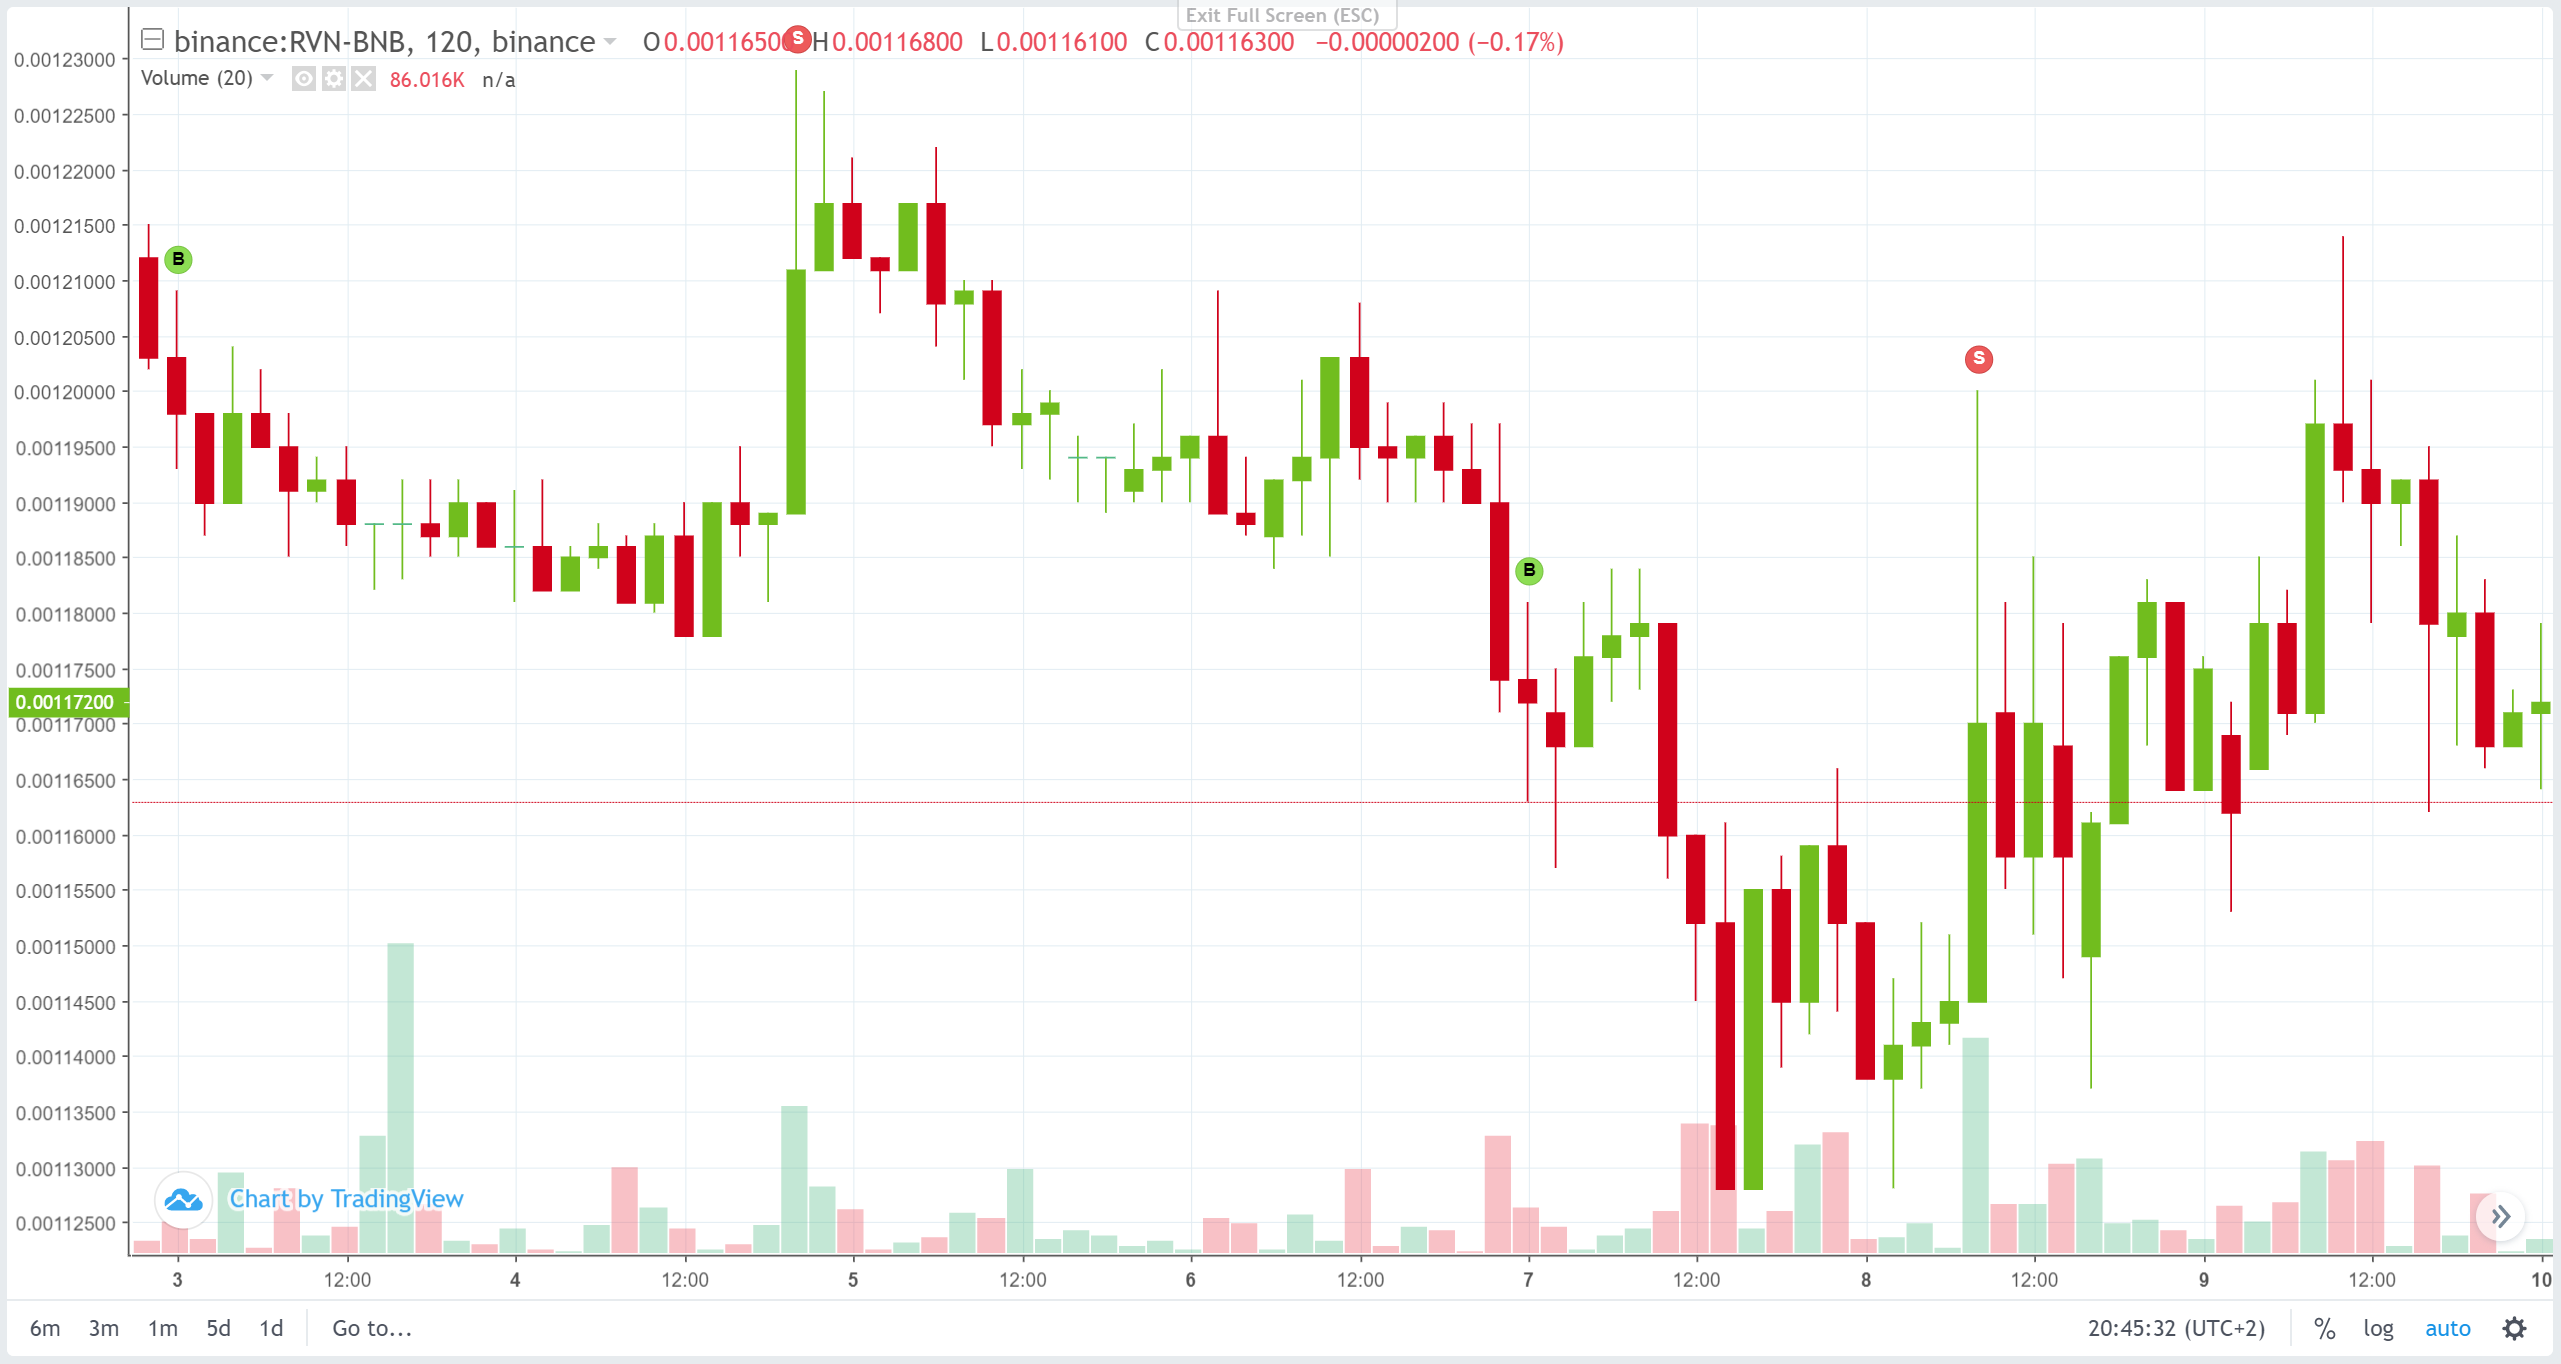 Exit Full Screen (ESC)
binance:RVN-BNB, 120, binance O0.00116500 S H0.00116800 L0.00116100 C0.00116300 −0.00000200 (−0.17%)
Volume (20) 86.016K n/a
0.00123000
0.00122500
0.00122000
0.00121500
B
0.00121000
0.00120500
S
0.00120000
0.00119500
0.00119000
0.00118500
B
0.00118000
0.00117500
0.00117200
0.00117000
0.00116500
0.00116000
0.00115500
0.00115000
0.00114500
0.00114000
0.00113500
0.00113000
Chart by TradingView
0.00112500
3 12:00 4 12:00 5 12:00 6 12:00 7 12:00 8 12:00 9 12:00 10
6m 3m 1m 5d 1d Go to... 20:45:32 (UTC+2) % log auto